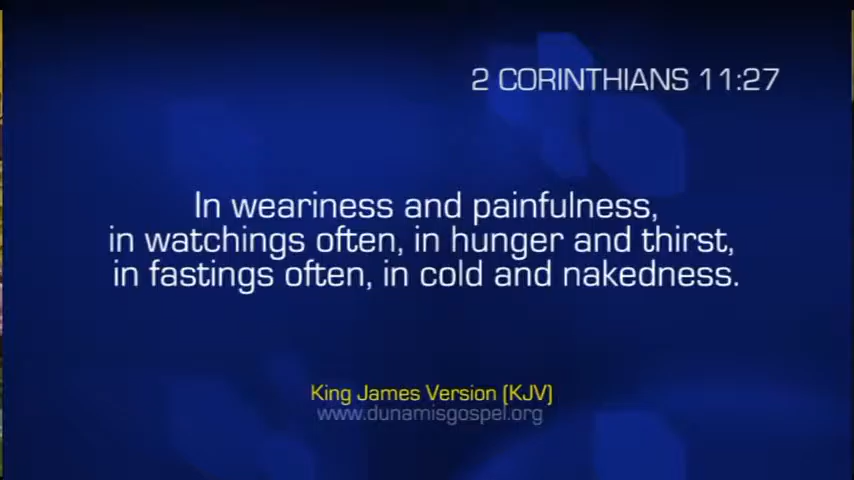 2 CORINTHIANS 11:27
In weariness and painfulness,
in watchings often, in hunger and thirst,
in fastings often, in cold and nakedness.
King James Version (KJV)
www.dunamisgospel.org